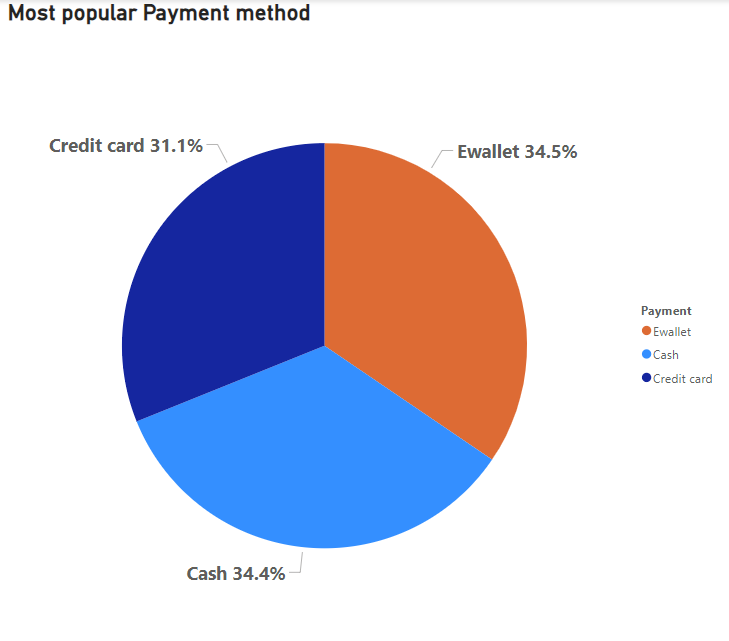 Most popular Payment method
Credit card 31.1%
Ewallet 34.5%
Payment
Ewallet
Cash
Credit card
Cash 34.4%